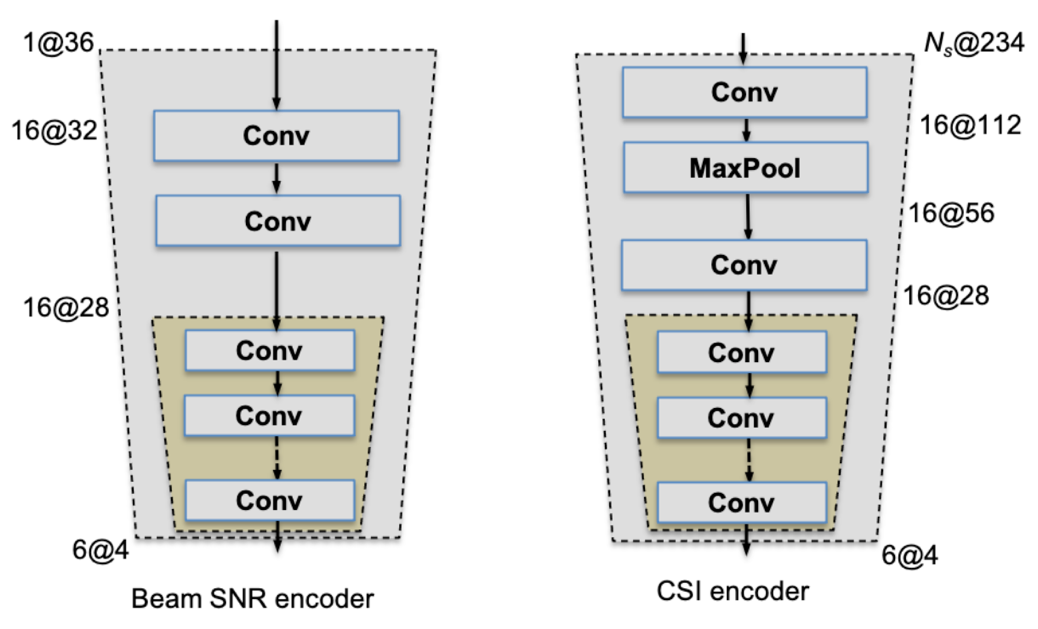 1@36
16@32
Conv
Conv
16@28
Conv
Conv
Conv
6@4
Beam SNR encoder
Nₛ@234
Conv
16@112
MaxPool
16@56
Conv
16@28
Conv
Conv
Conv
6@4
CSI encoder